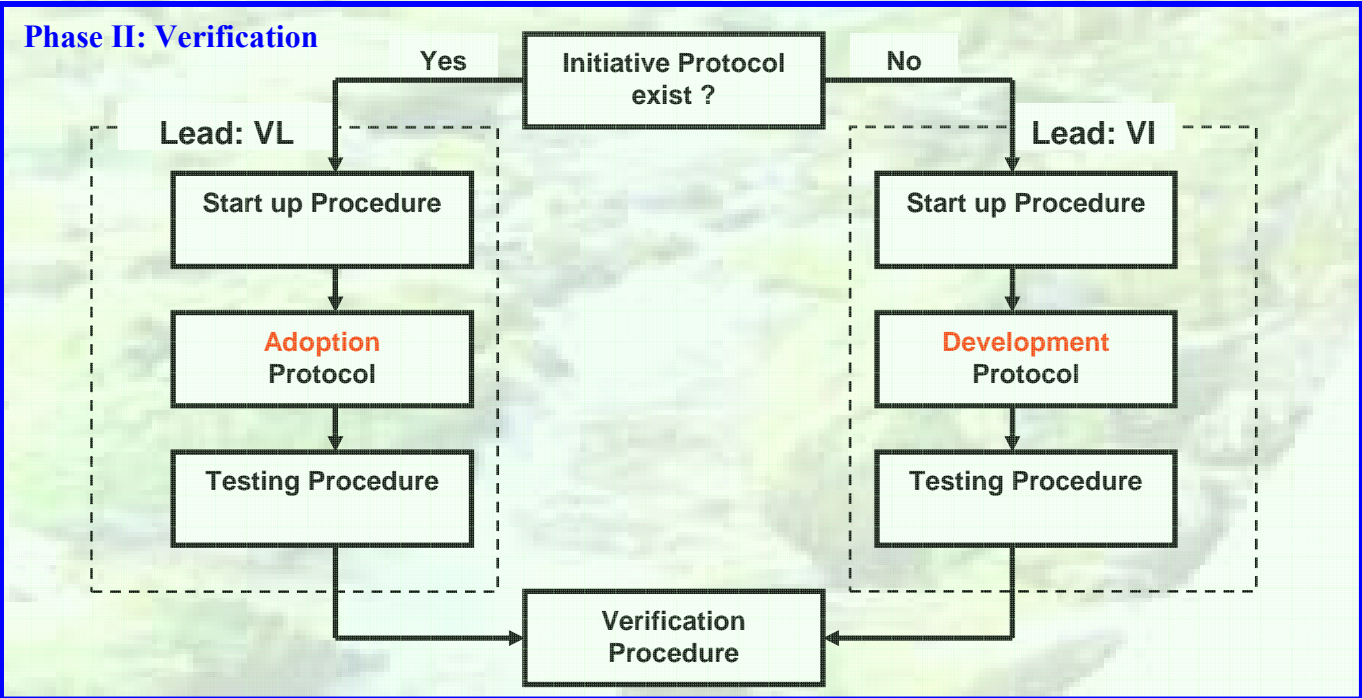 Phase II: Verification
Yes
Initiative Protocol
exist ?
No
Lead: VL
Lead: VI
Start up Procedure
Start up Procedure
Adoption
Protocol
Development
Protocol
Testing Procedure
Testing Procedure
Verification
Procedure